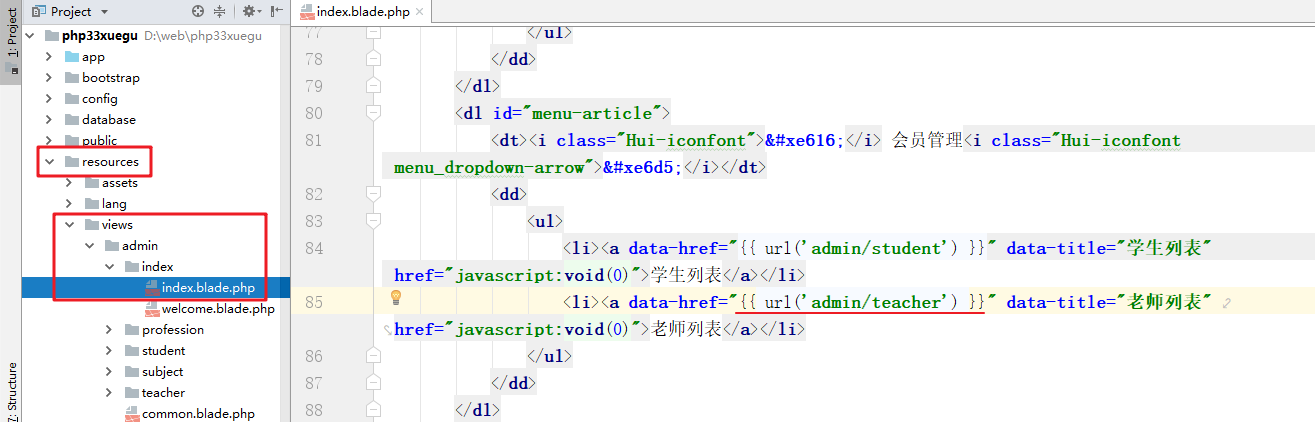 1: Project
7: Structure
Project
php33xuegu D:\web\php33xuegu
app
bootstrap
config
database
public
resources
assets
lang
views
admin
index
index.blade.php
welcome.blade.php
profession
student
subject
teacher
common.blade.php
index.blade.php ×
77 </ul>
78 </dd>
79 </dl>
80 <dl id="menu-article">
81 <dt><i class="Hui-iconfont">&#xe616;</i> 会员管理<i class="Hui-iconfont
menu_dropdown-arrow">&#xe6d5;</i></dt>
82 <dd>
83 <ul>
84 <li><a data-href="{{ url('admin/student') }}" data-title="学生列表"
href="javascript:void(0)">学生列表</a></li>
85 <li><a data-href="{{ url('admin/teacher') }}" data-title="老师列表"
href="javascript:void(0)">老师列表</a></li>
86 </ul>
87 </dd>
88 </dl>